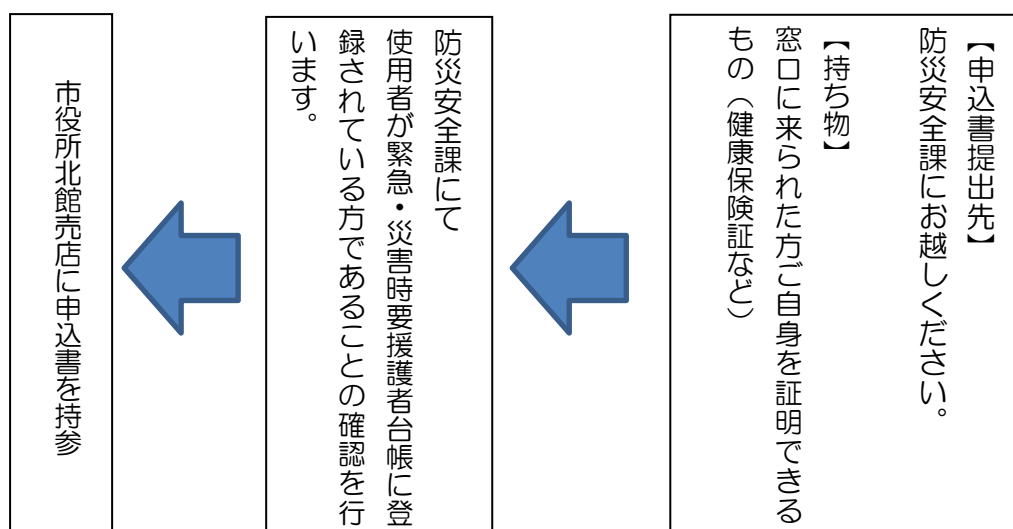 【申込書提出先】
防災安全課にお越しください。
【持ち物】
窓口に来られた方ご自身を証明できる
もの（健康保険証など）
防災安全課にて
使用者が緊急・災害時要援護者台帳に登
録されている方であることの確認を行
います。
市役所北館売店に申込書を持参